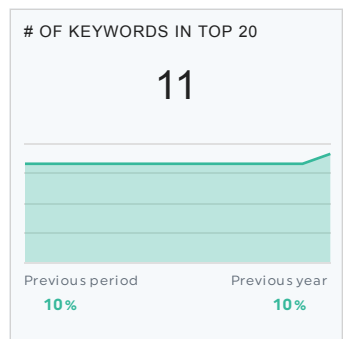 # OF KEYWORDS IN TOP 20
11
Previous period Previous year
10% 10%